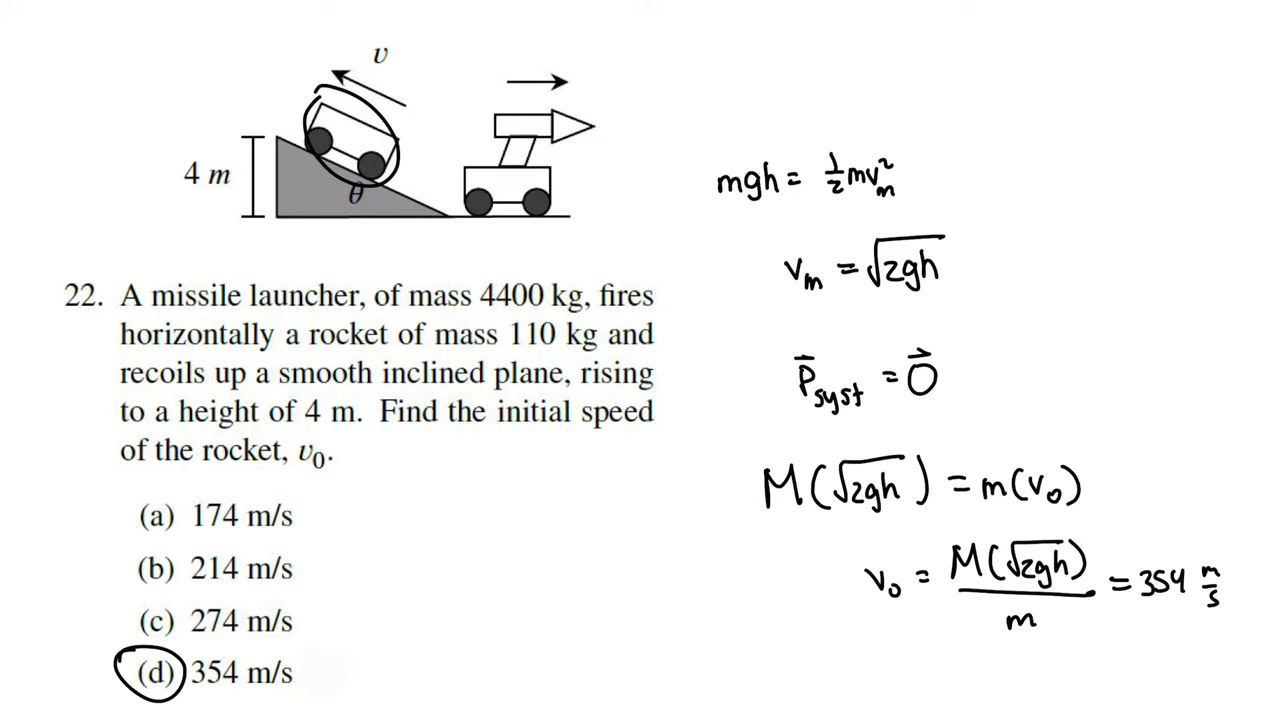 v
4 m
θ
22. A missile launcher, of mass 4400 kg, fires
horizontally a rocket of mass 110 kg and
recoils up a smooth inclined plane, rising
to a height of 4 m. Find the initial speed
of the rocket, v₀.
(a) 174 m/s
(b) 214 m/s
(c) 274 m/s
(d) 354 m/s
mgh = ½mvₘ²
vₘ = √2gh
P⃗syst = 0⃗
M(√2gh) = m(v₀)
v₀ = M(√2gh)/m = 354 m/s